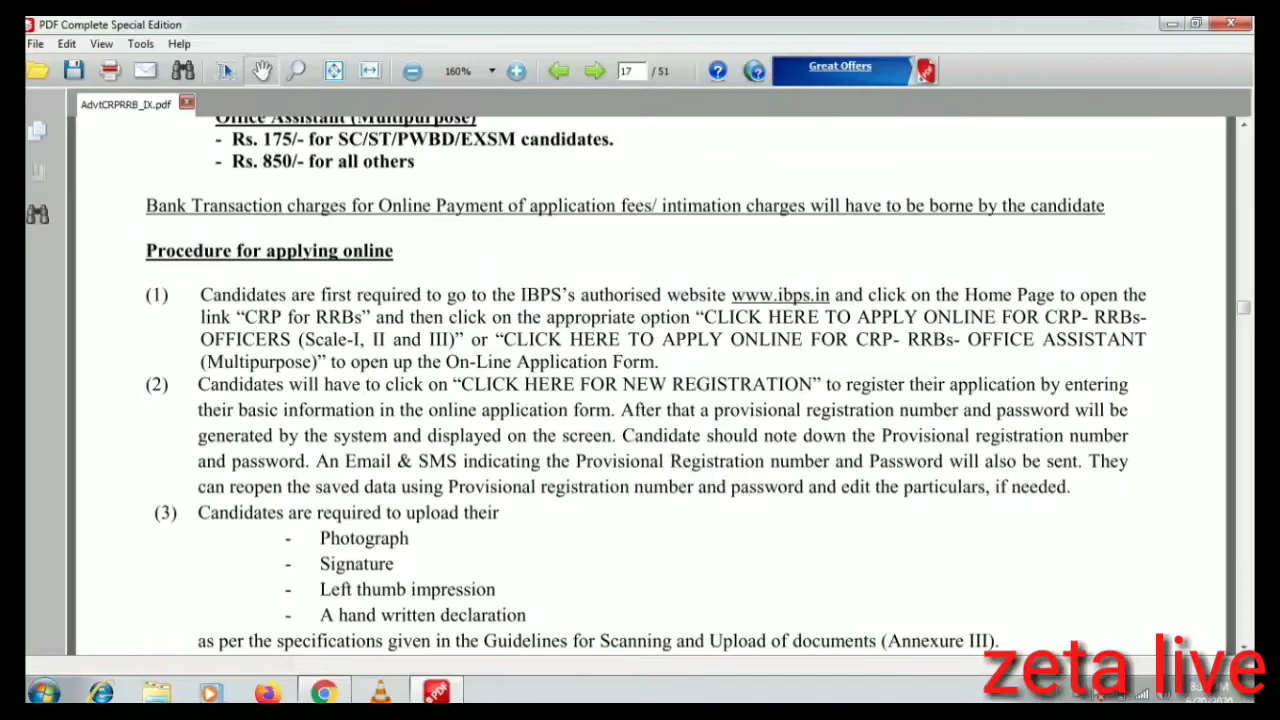 PDF Complete Special Edition
File Edit View Tools Help
160% 17 / 51 Great Offers
AdvtCRPRRB_IX.pdf
Office Assistant (Multipurpose)
- Rs. 175/- for SC/ST/PWBD/EXSM candidates.
- Rs. 850/- for all others
Bank Transaction charges for Online Payment of application fees/ intimation charges will have to be borne by the candidate
Procedure for applying online
(1) Candidates are first required to go to the IBPS's authorised website www.ibps.in and click on the Home Page to open the
link “CRP for RRBs” and then click on the appropriate option “CLICK HERE TO APPLY ONLINE FOR CRP- RRBs-
OFFICERS (Scale-I, II and III)” or “CLICK HERE TO APPLY ONLINE FOR CRP- RRBs- OFFICE ASSISTANT
(Multipurpose)” to open up the On-Line Application Form.
(2) Candidates will have to click on “CLICK HERE FOR NEW REGISTRATION” to register their application by entering
their basic information in the online application form. After that a provisional registration number and password will be
generated by the system and displayed on the screen. Candidate should note down the Provisional registration number
and password. An Email & SMS indicating the Provisional Registration number and Password will also be sent. They
can reopen the saved data using Provisional registration number and password and edit the particulars, if needed.
(3) Candidates are required to upload their
- Photograph
- Signature
- Left thumb impression
- A hand written declaration
as per the specifications given in the Guidelines for Scanning and Upload of documents (Annexure III).
zeta live